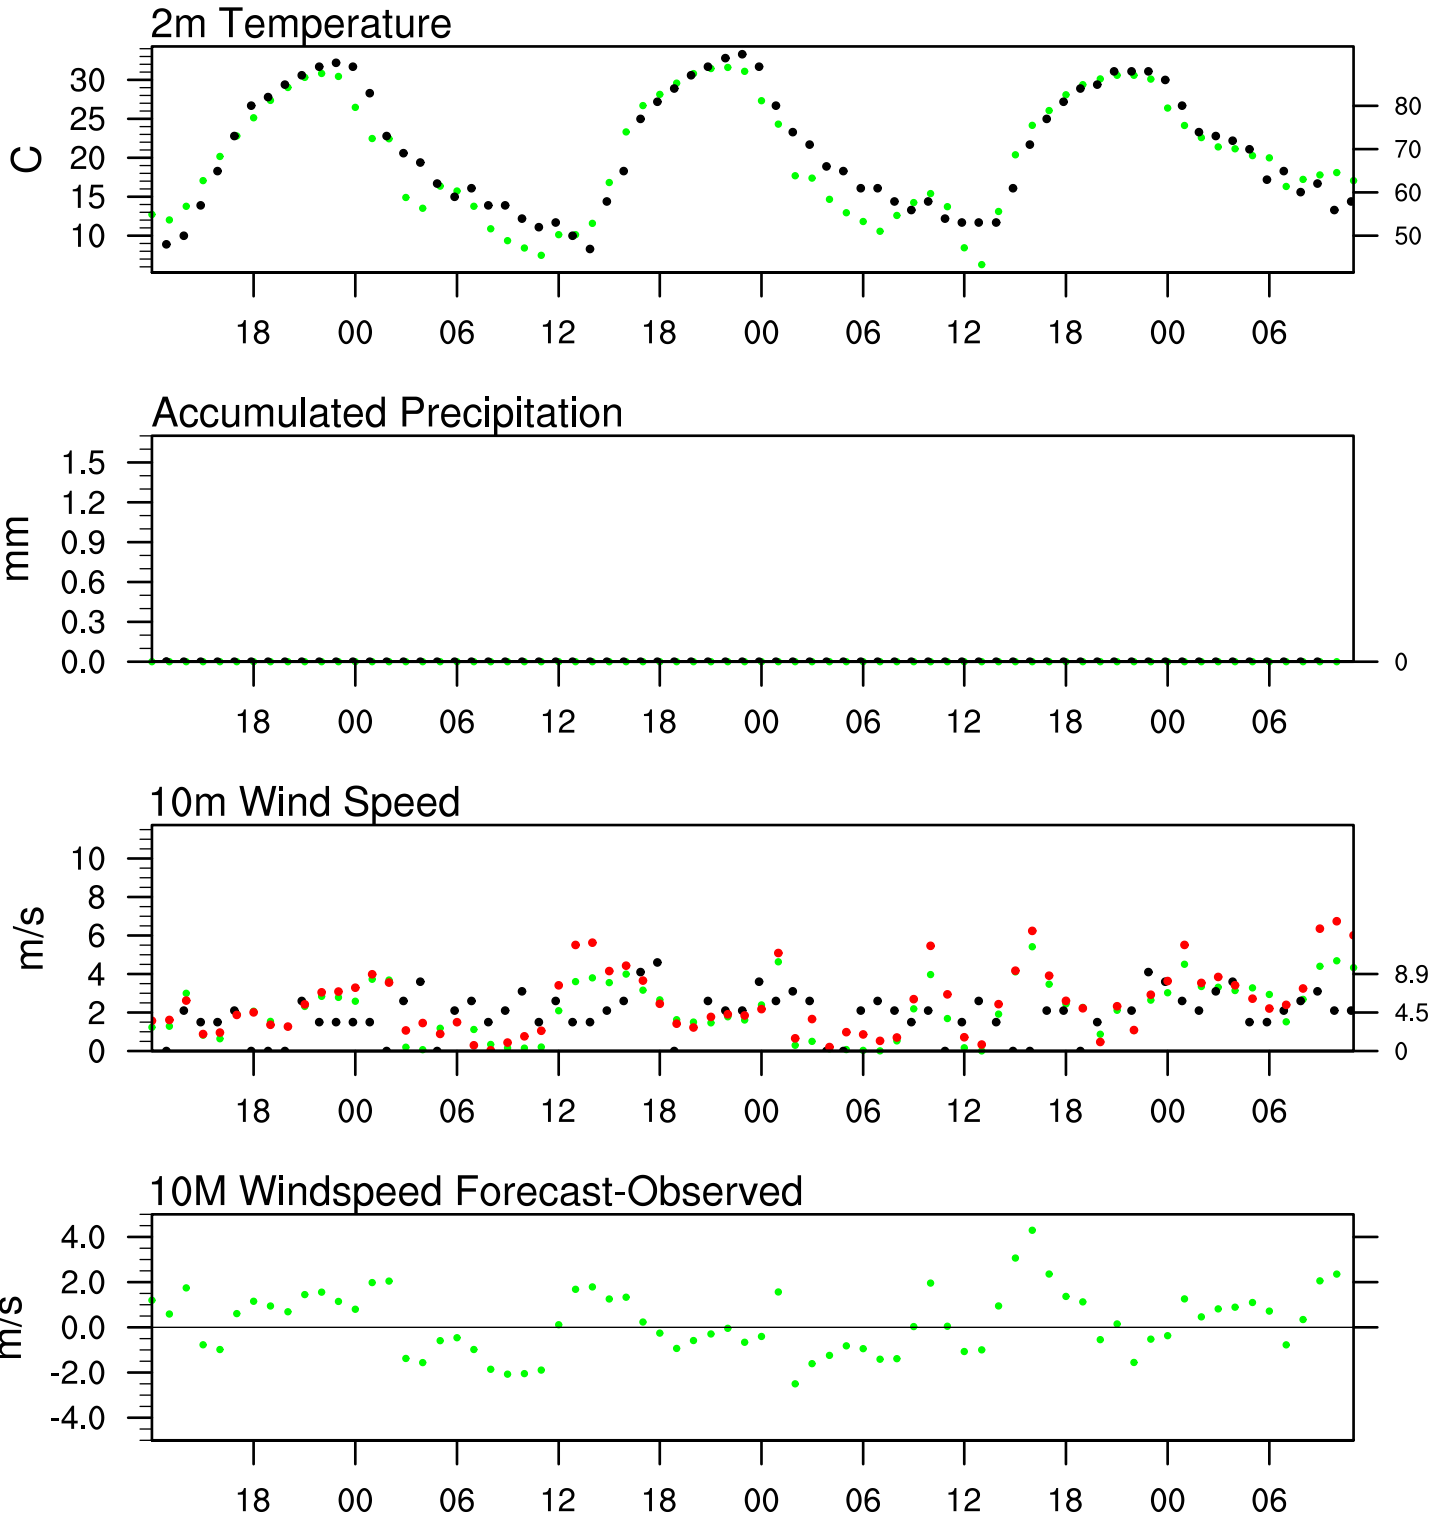 2m Temperature
C
30
25
20
15
10
80
70
60
50
18 00 06 12 18 00 06 12 18 00 06
Accumulated Precipitation
mm
1.5
1.2
0.9
0.6
0.3
0.0
0
18 00 06 12 18 00 06 12 18 00 06
10m Wind Speed
m/s
10
8
6
4
2
0
8.9
4.5
0
18 00 06 12 18 00 06 12 18 00 06
10M Windspeed Forecast-Observed
m/s
4.0
2.0
0.0
-2.0
-4.0
18 00 06 12 18 00 06 12 18 00 06